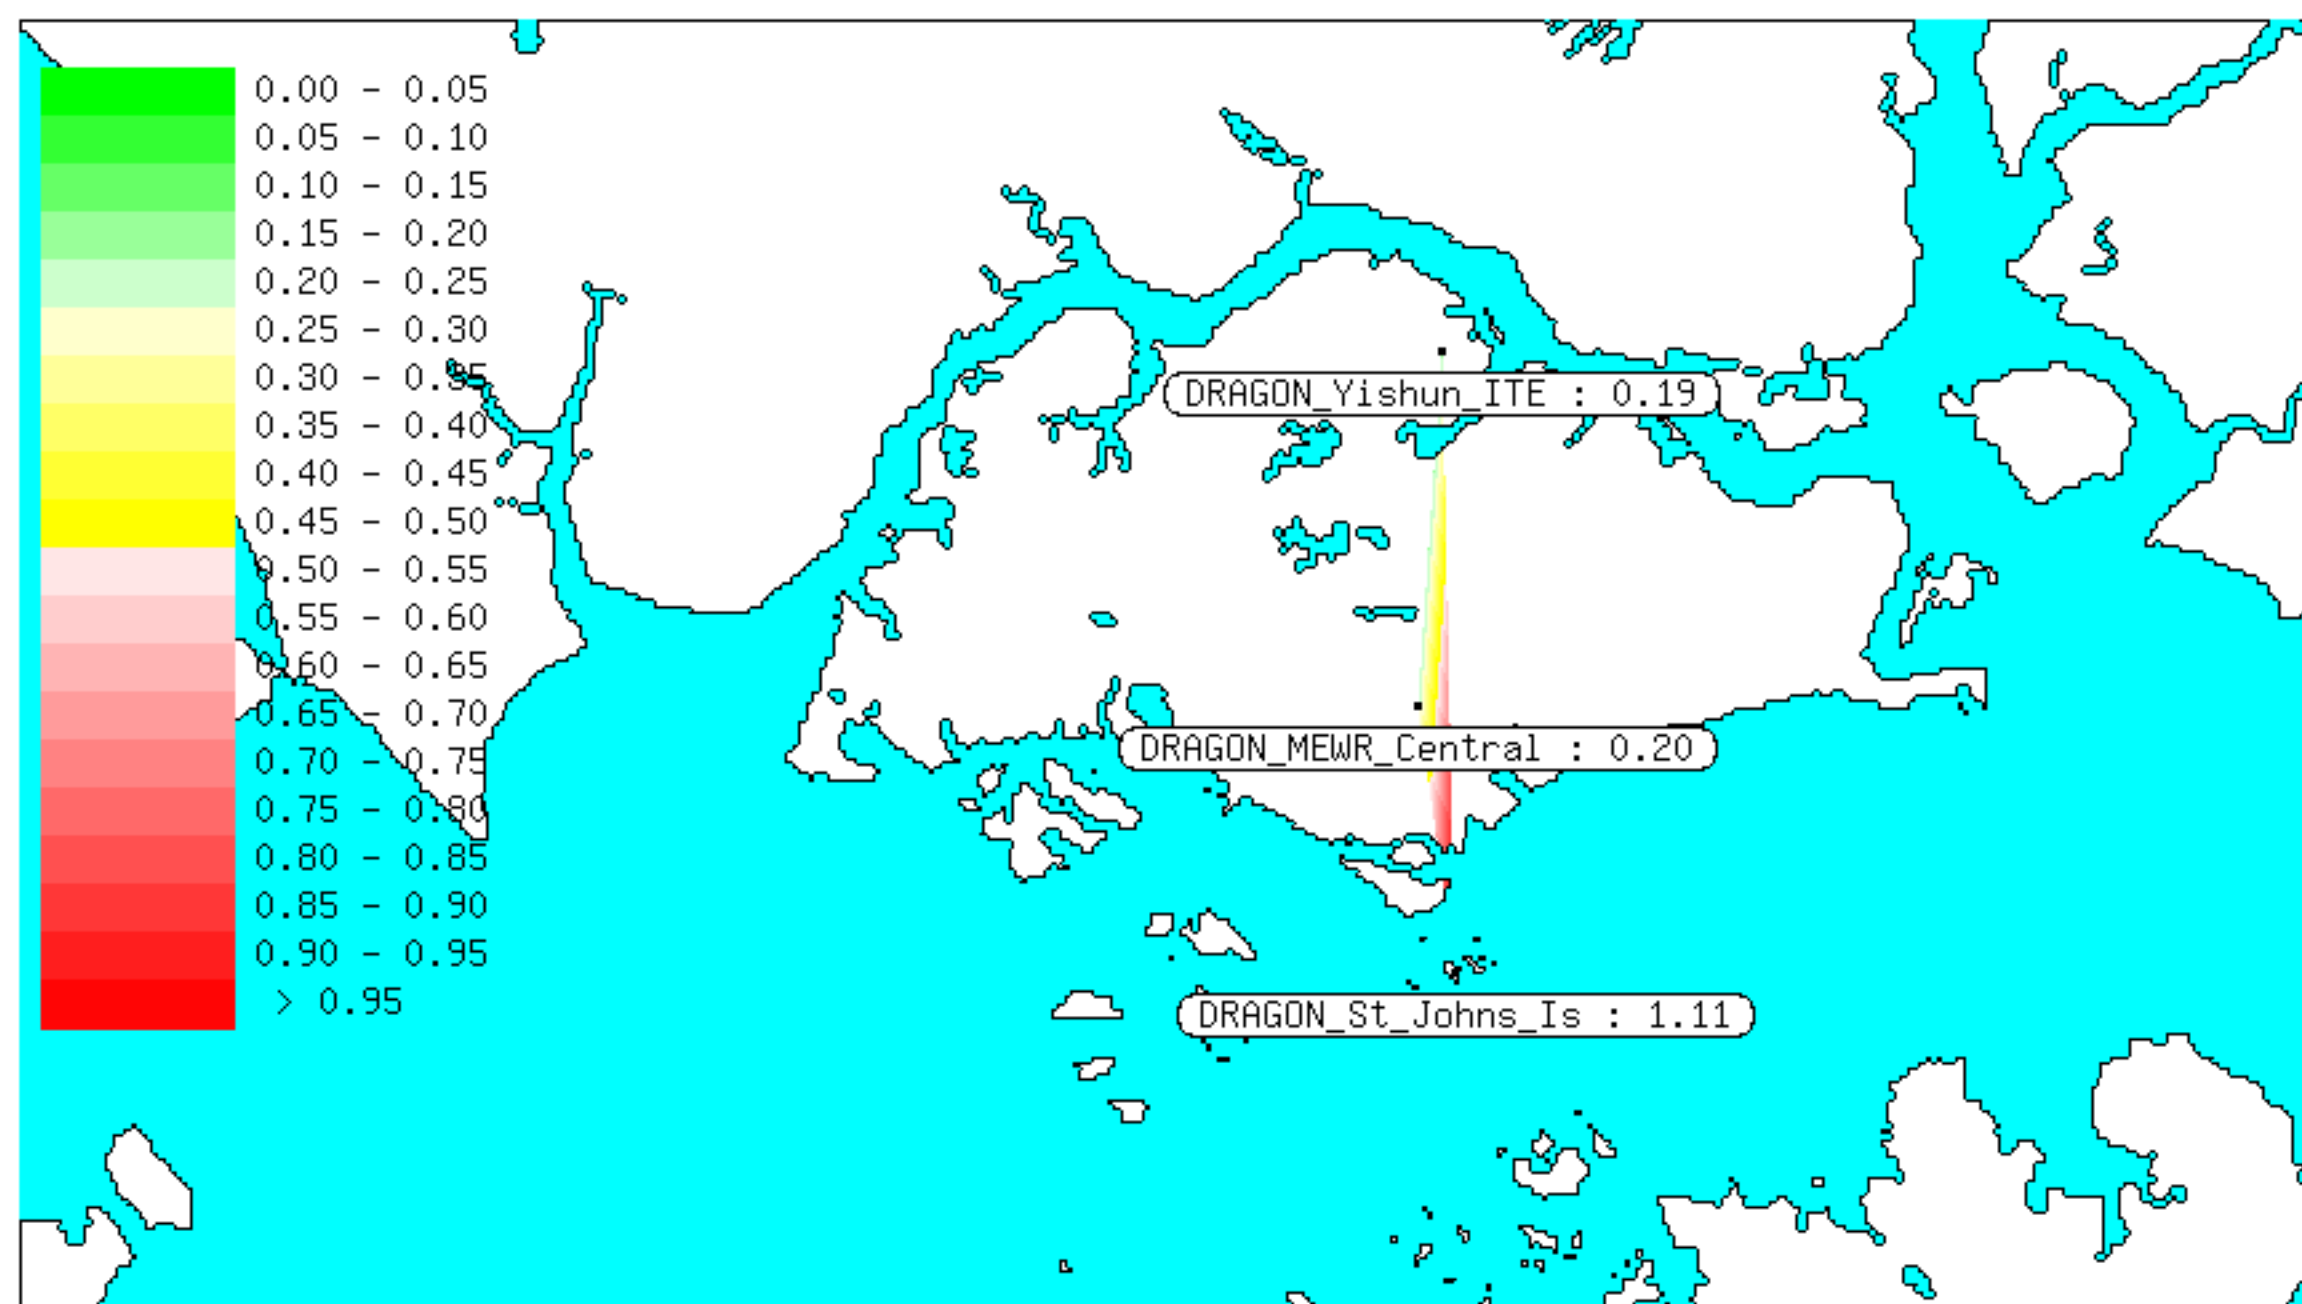 0.00 - 0.05
0.05 - 0.10
0.10 - 0.15
0.15 - 0.20
0.20 - 0.25
0.25 - 0.30
0.30 - 0.35
0.35 - 0.40
0.40 - 0.45
0.45 - 0.50
0.50 - 0.55
0.55 - 0.60
0.60 - 0.65
0.65 - 0.70
0.70 - 0.75
0.75 - 0.80
0.80 - 0.85
0.85 - 0.90
0.90 - 0.95
> 0.95
DRAGON_Yishun_ITE : 0.19
DRAGON_MEWR_Central : 0.20
DRAGON_St_Johns_Is : 1.11